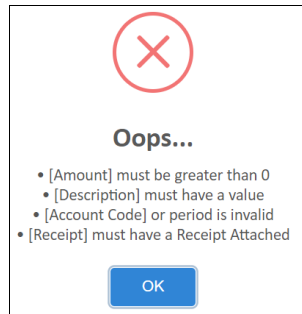 Oops...
• [Amount] must be greater than 0
• [Description] must have a value
• [Account Code] or period is invalid
• [Receipt] must have a Receipt Attached
OK